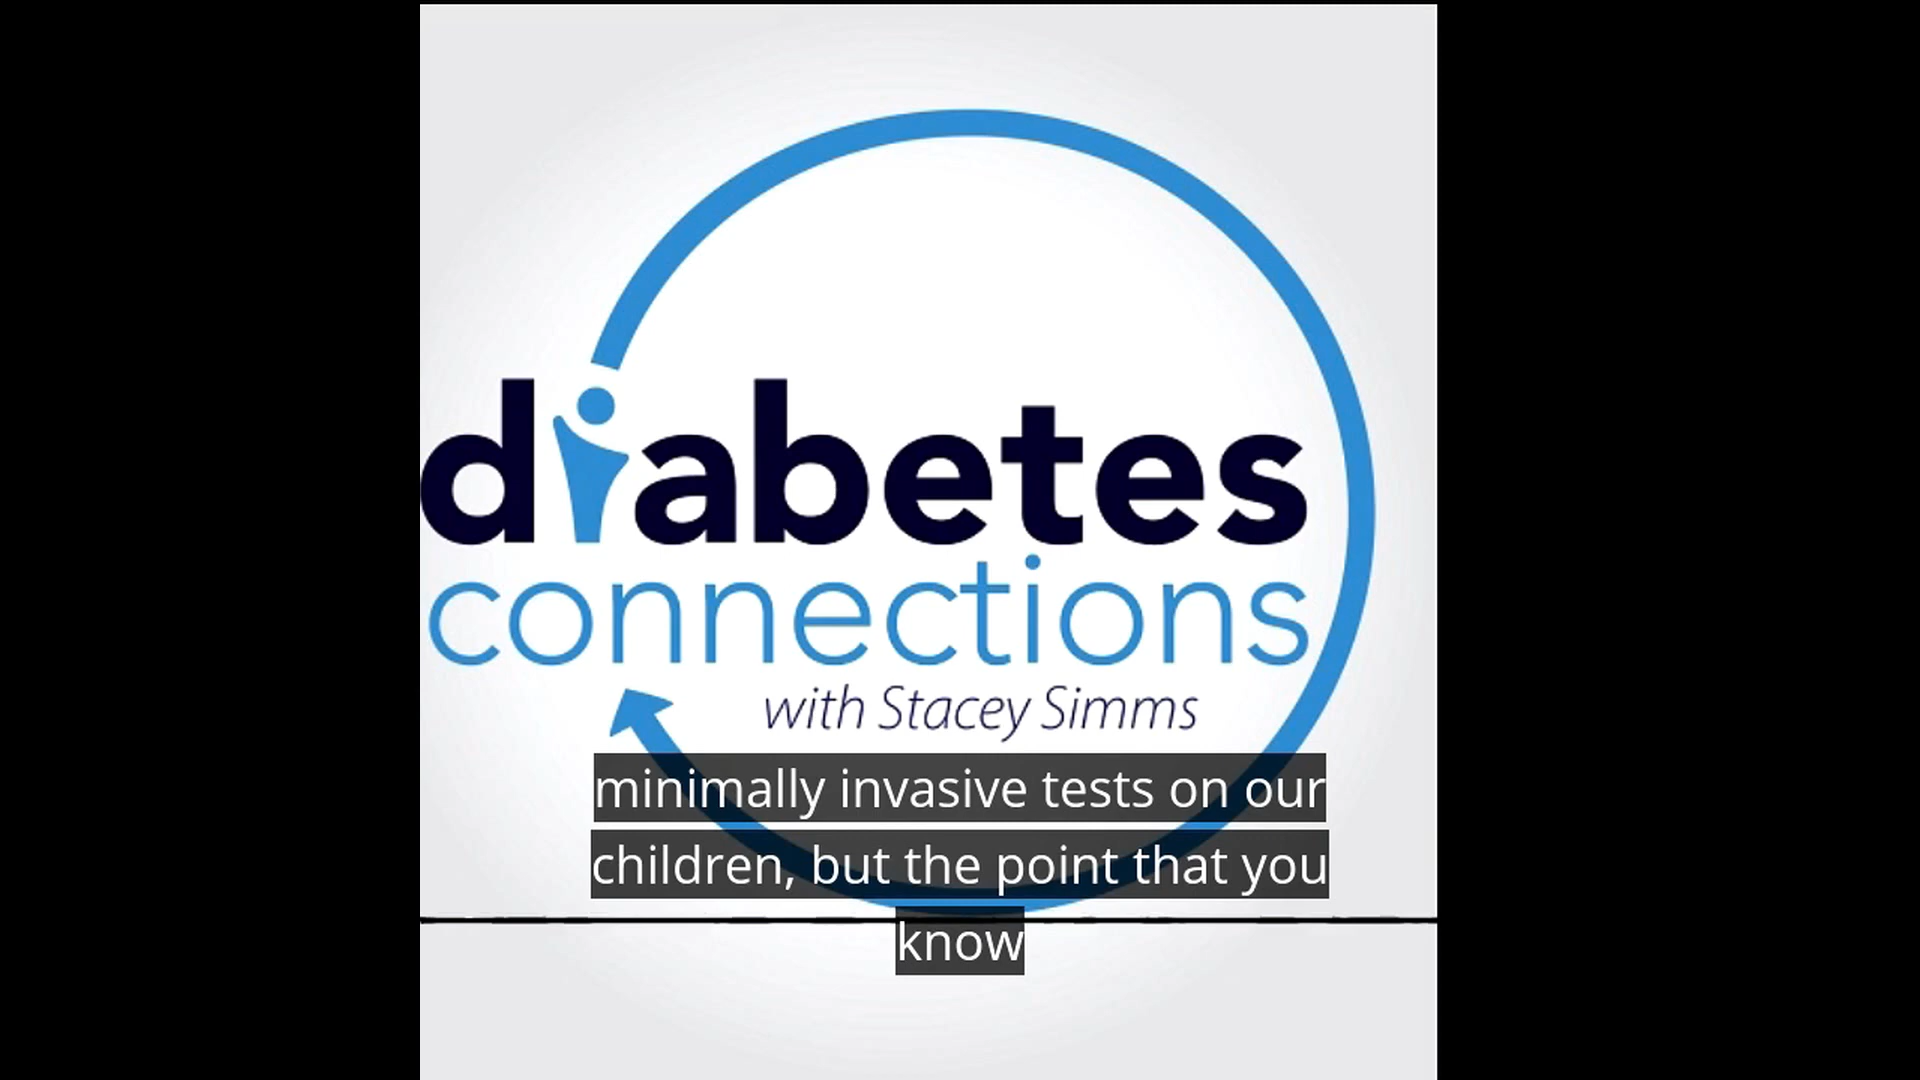 diabetes
connections
with Stacey Simms
minimally invasive tests on our
children, but the point that you
know